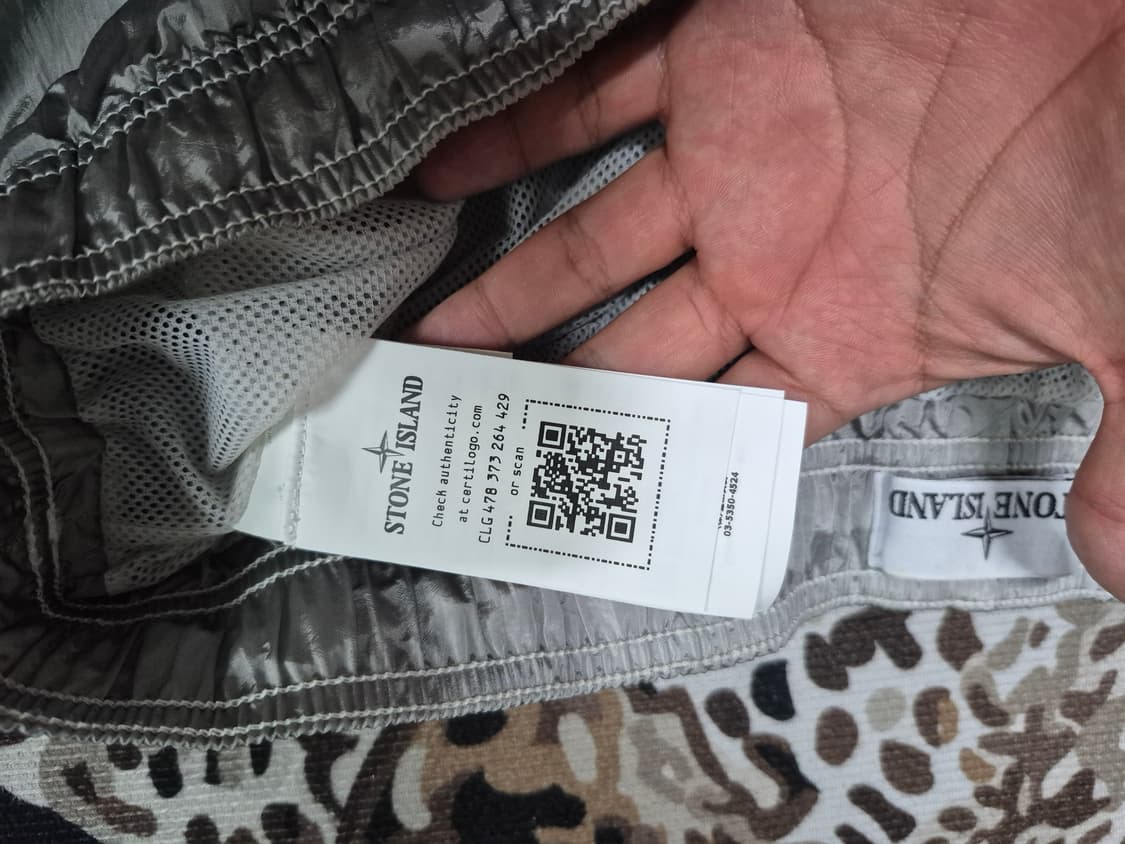 STONE ISLAND
Check authenticity
at certilogo.com
CLG 478 373 264 429
or scan
03-5350-4524
STONE ISLAND